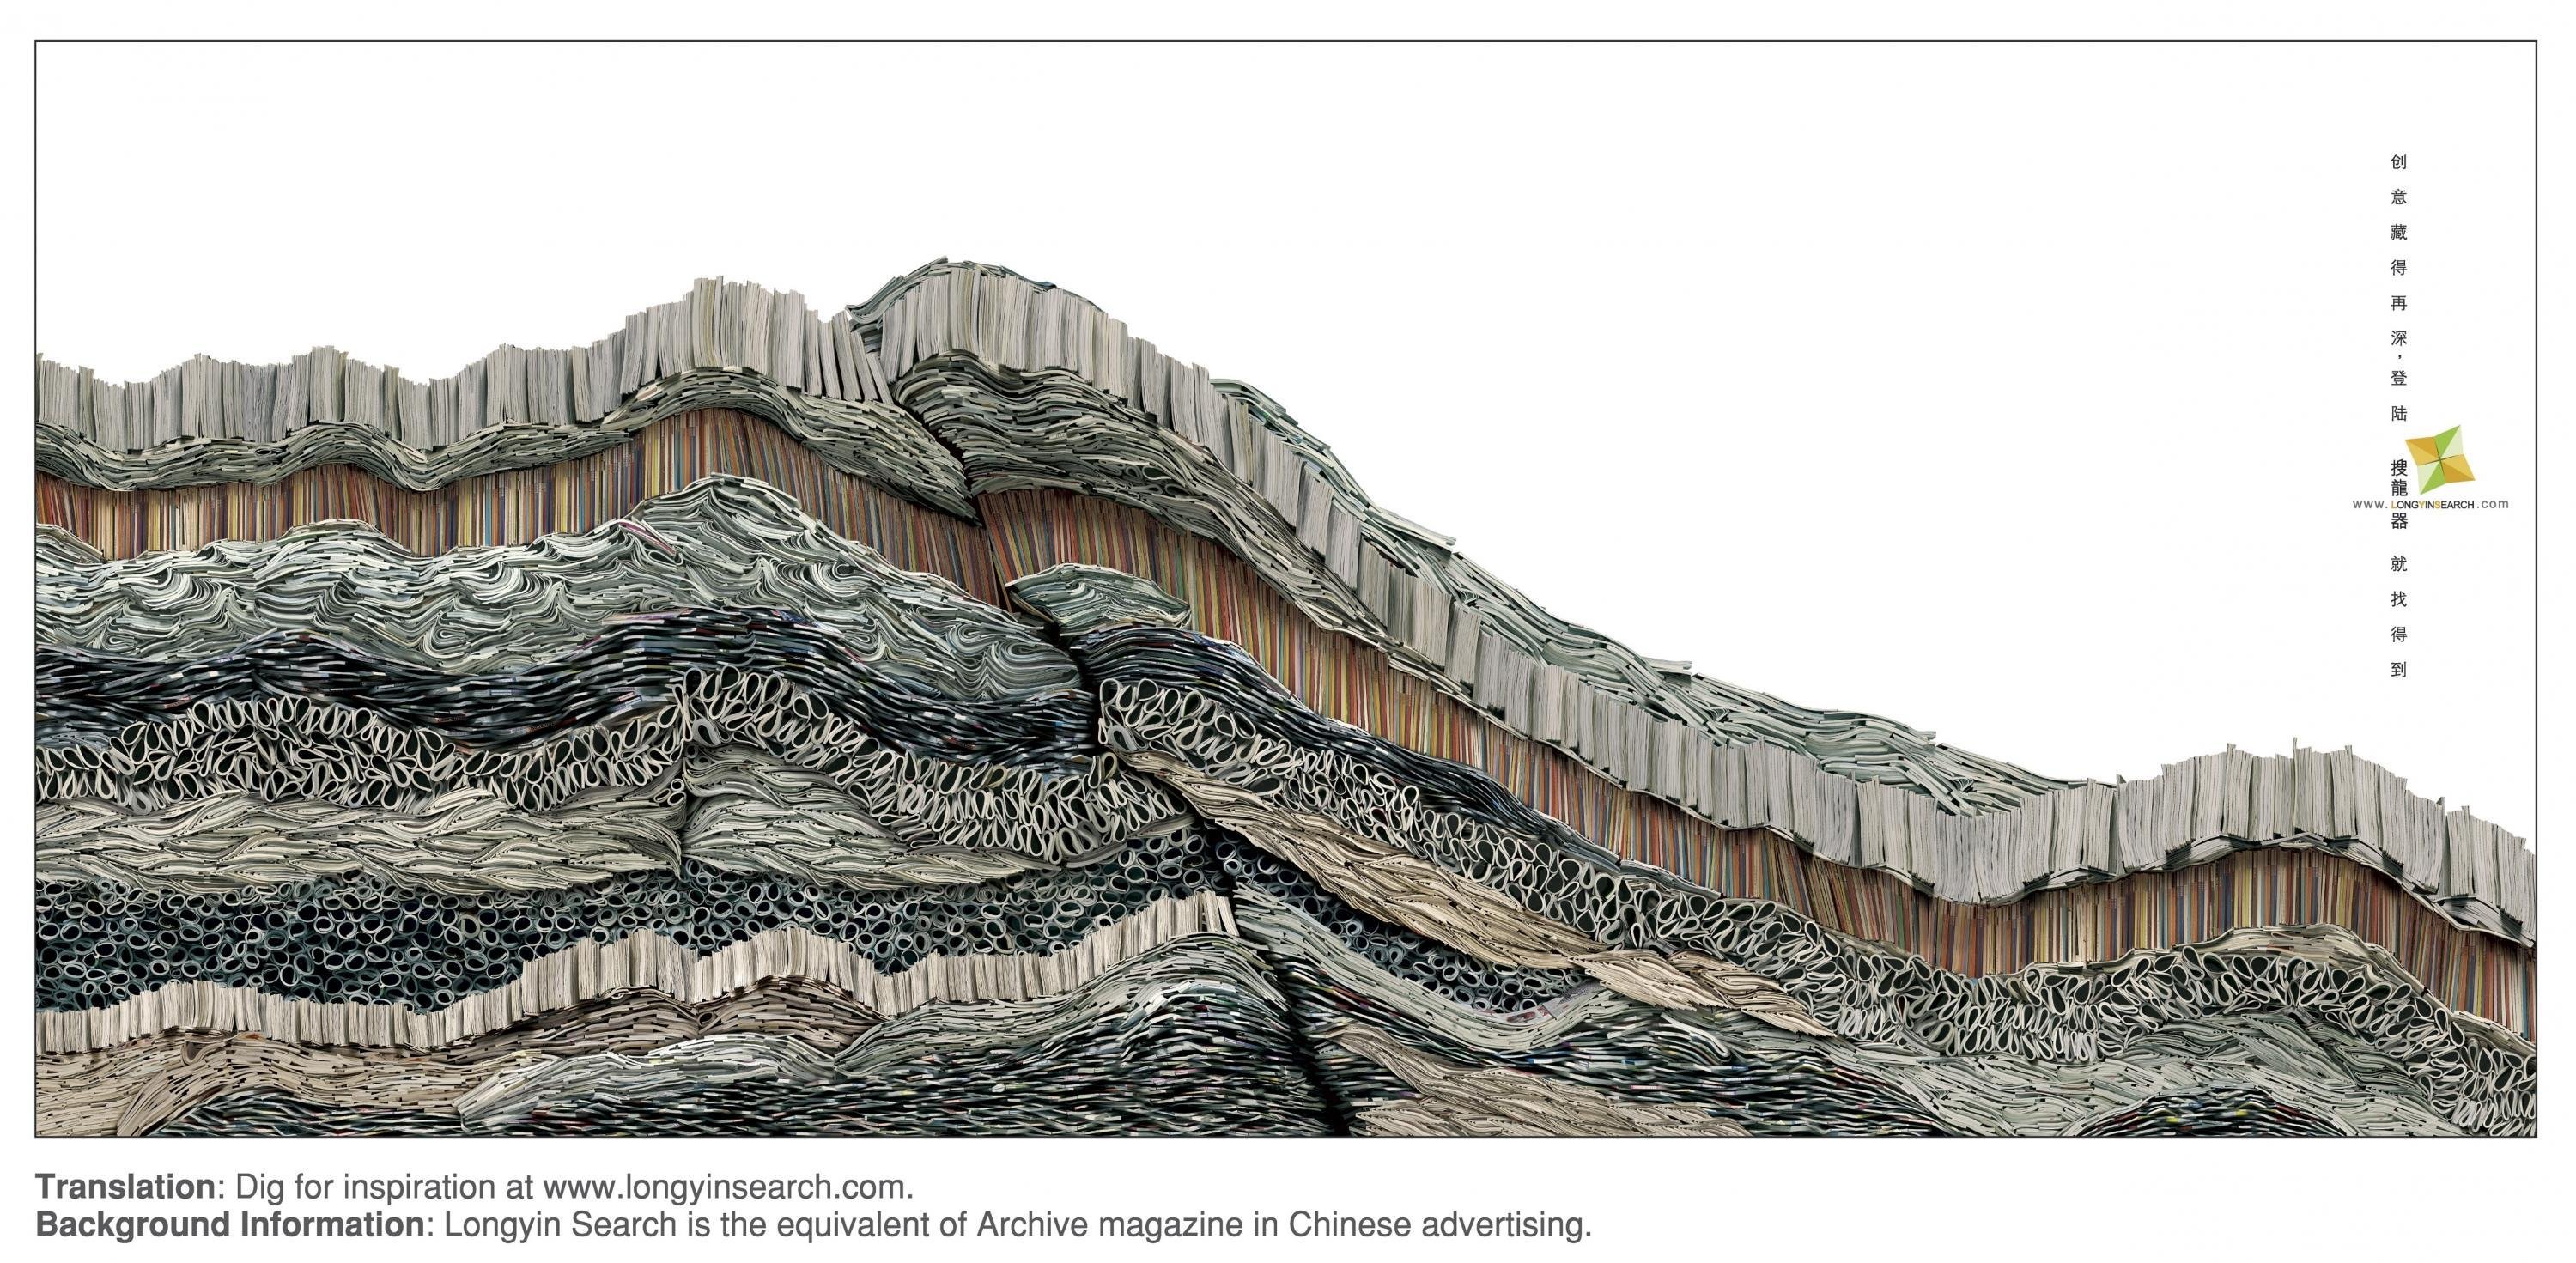 创意藏得再深，登陆
搜龍器
www.LONGYINSEARCH.com
就找得到
Translation: Dig for inspiration at www.longyinsearch.com.
Background Information: Longyin Search is the equivalent of Archive magazine in Chinese advertising.